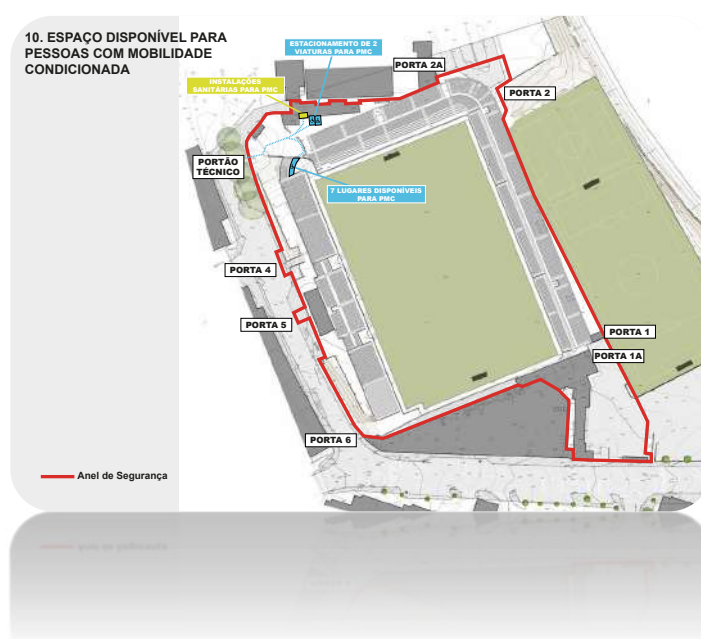 10. ESPAÇO DISPONÍVEL PARA
PESSOAS COM MOBILIDADE
CONDICIONADA
ESTACIONAMENTO DE 2
VIATURAS PARA PMC
PORTA 2A
INSTALAÇÕES
SANITÁRIAS PARA PMC
PORTA 2
PORTÃO
TÉCNICO
7 LUGARES DISPONÍVEIS
PARA PMC
PORTA 4
PORTA 5
PORTA 1
PORTA 1A
PORTA 6
Anel de Segurança